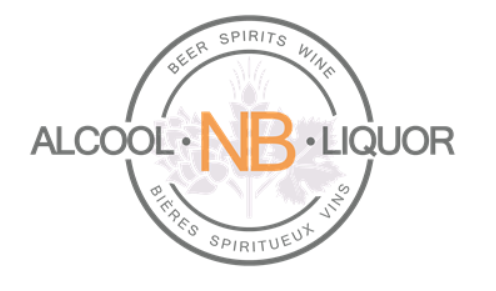 BEER SPIRITS WINE
ALCOOL · NB · LIQUOR
BIÈRES SPIRITUEUX VINS